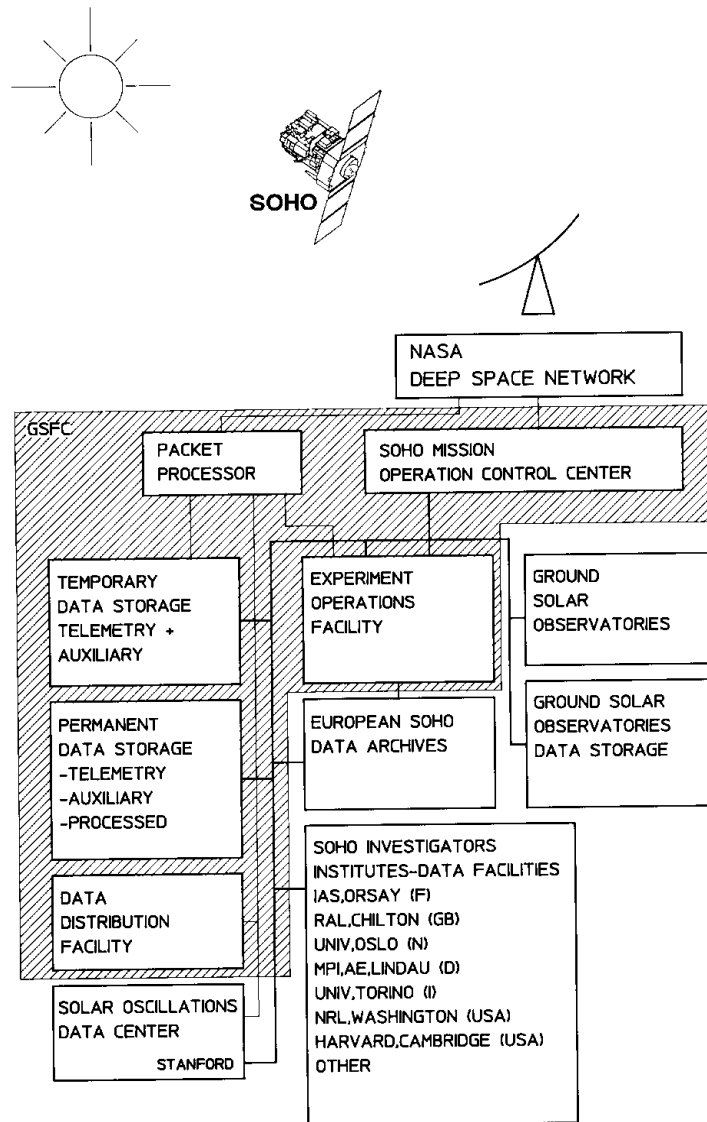 SOHO
NASA
DEEP SPACE NETWORK
GSFC
PACKET
PROCESSOR
SOHO MISSION
OPERATION CONTROL CENTER
TEMPORARY
DATA STORAGE
TELEMETRY +
AUXILIARY
EXPERIMENT
OPERATIONS
FACILITY
GROUND
SOLAR
OBSERVATORIES
PERMANENT
DATA STORAGE
-TELEMETRY
-AUXILIARY
-PROCESSED
EUROPEAN SOHO
DATA ARCHIVES
GROUND SOLAR
OBSERVATORIES
DATA STORAGE
DATA
DISTRIBUTION
FACILITY
SOHO INVESTIGATORS
INSTITUTES-DATA FACILITIES
IAS,ORSAY (F)
RAL,CHILTON (GB)
UNIV,OSLO (N)
MPI,AE,LINDAU (D)
UNIV,TORINO (I)
NRL,WASHINGTON (USA)
HARVARD,CAMBRIDGE (USA)
OTHER
SOLAR OSCILLATIONS
DATA CENTER
STANFORD